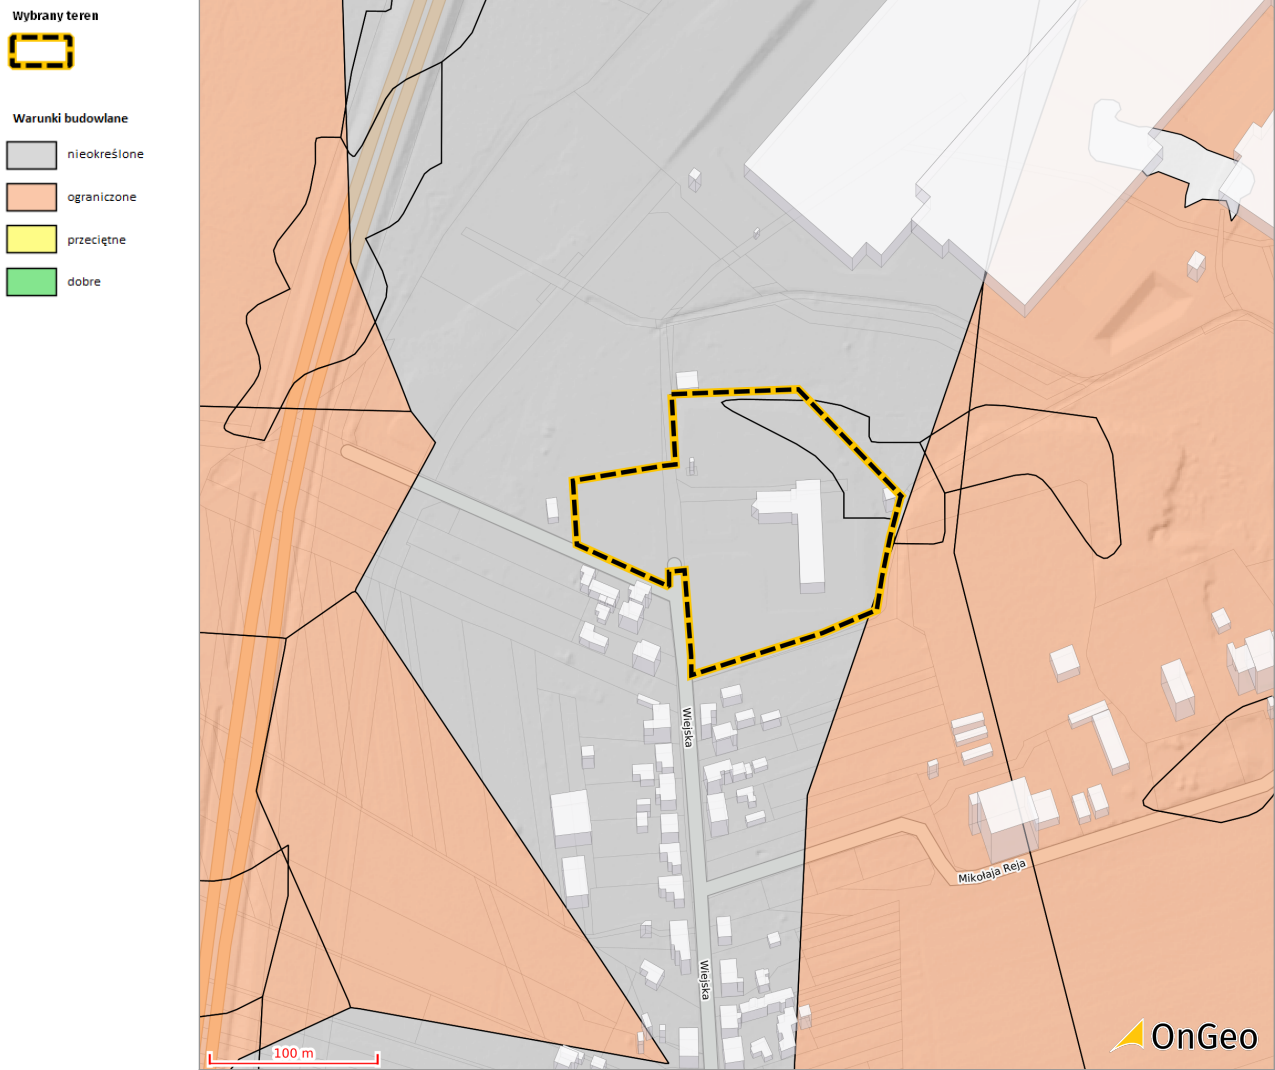 Wybrany teren
Warunki budowlane
nieokreślone
ograniczone
przeciętne
dobre
Wiejska
Mikołaja Reja
Wiejska
100 m
OnGeo